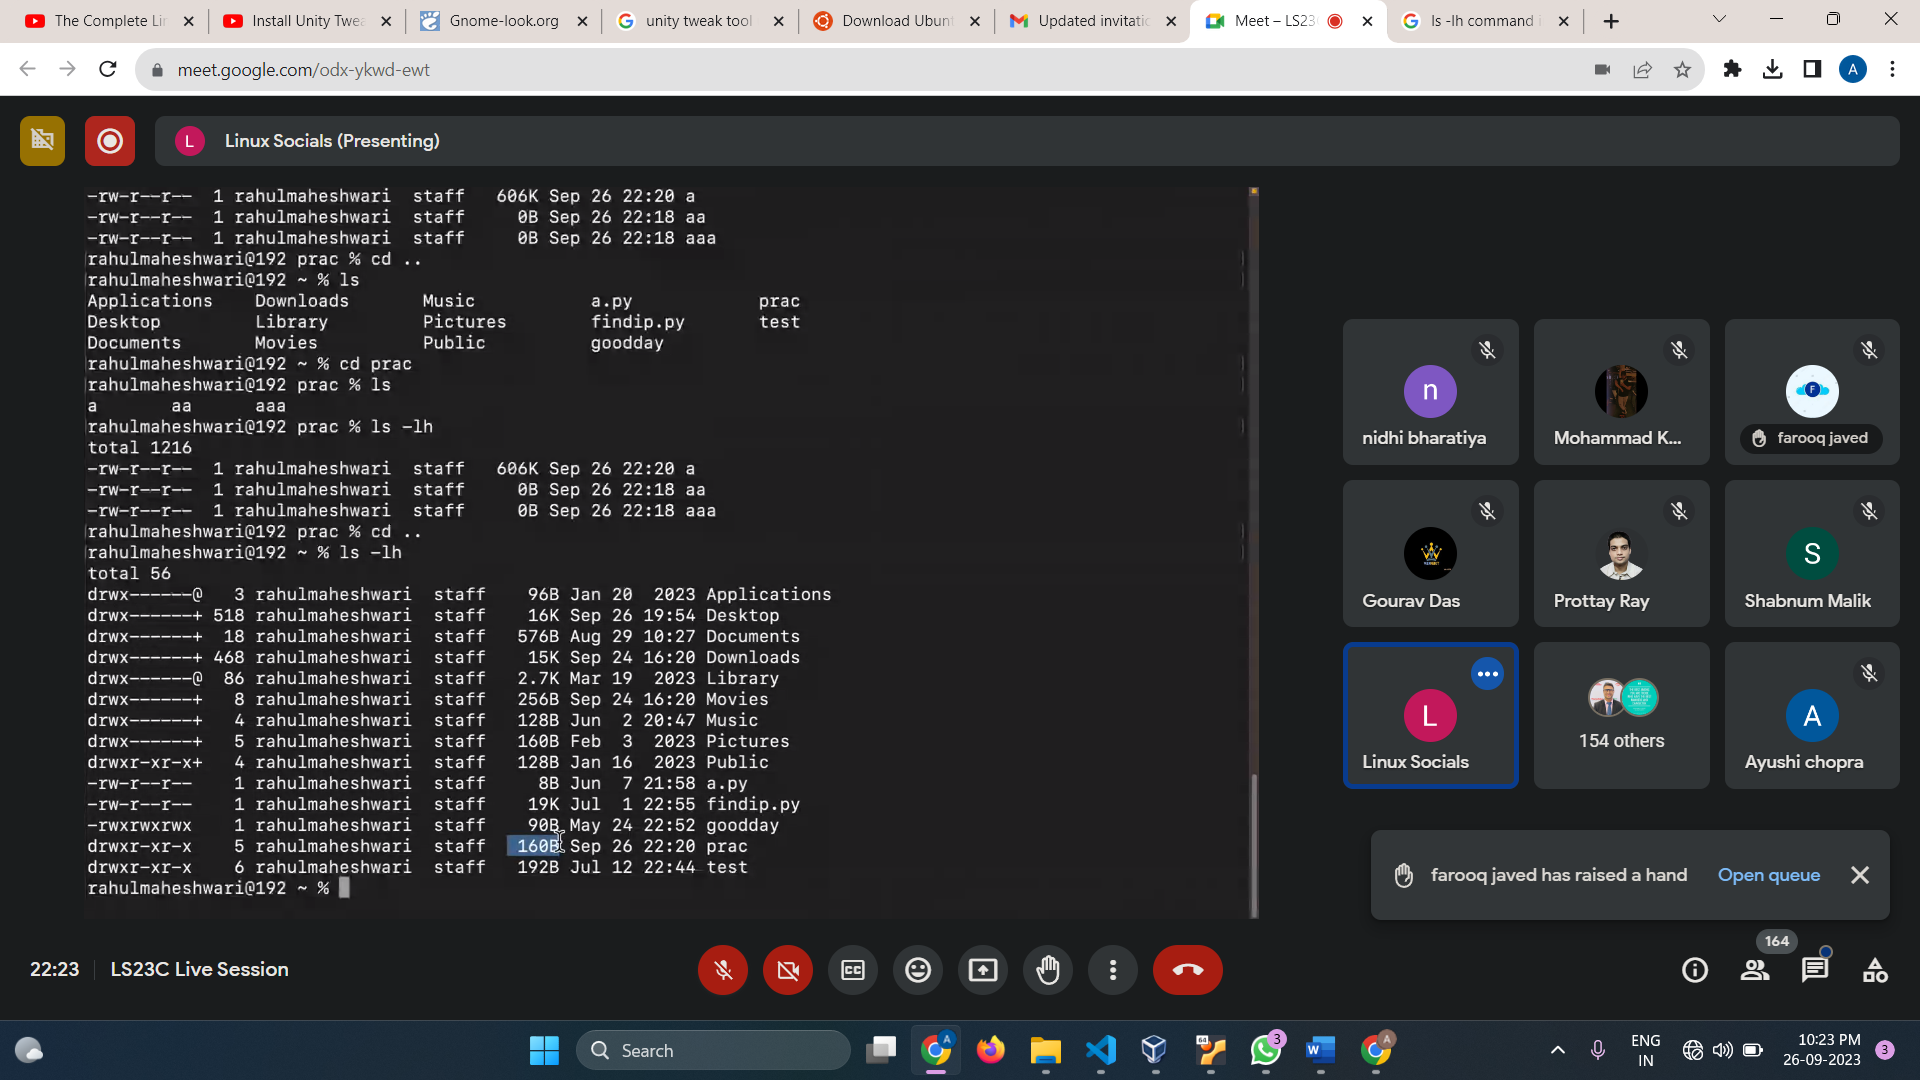 The Complete Li
Install Unity Twea
Gnome-look.org
unity tweak tool
Download Ubun
Updated invitati
Meet – LS23
ls -lh command i
meet.google.com/odx-ykwd-ewt
A
L
Linux Socials (Presenting)
-rw-r--r-- 1 rahulmaheshwari staff 606K Sep 26 22:20 a
-rw-r--r-- 1 rahulmaheshwari staff 0B Sep 26 22:18 aa
-rw-r--r-- 1 rahulmaheshwari staff 0B Sep 26 22:18 aaa
rahulmaheshwari@192 prac % cd ..
rahulmaheshwari@192 ~ % ls
Applications Downloads Music a.py prac
Desktop Library Pictures findip.py test
Documents Movies Public goodday
rahulmaheshwari@192 ~ % cd prac
rahulmaheshwari@192 prac % ls
a aa aaa
rahulmaheshwari@192 prac % ls -lh
total 1216
-rw-r--r-- 1 rahulmaheshwari staff 606K Sep 26 22:20 a
-rw-r--r-- 1 rahulmaheshwari staff 0B Sep 26 22:18 aa
-rw-r--r-- 1 rahulmaheshwari staff 0B Sep 26 22:18 aaa
rahulmaheshwari@192 prac % cd ..
rahulmaheshwari@192 ~ % ls -lh
total 56
drwx------@ 3 rahulmaheshwari staff 96B Jan 20 2023 Applications
drwx------+ 518 rahulmaheshwari staff 16K Sep 26 19:54 Desktop
drwx------+ 18 rahulmaheshwari staff 576B Aug 29 10:27 Documents
drwx------+ 468 rahulmaheshwari staff 15K Sep 24 16:20 Downloads
drwx------@ 86 rahulmaheshwari staff 2.7K Mar 19 2023 Library
drwx------+ 8 rahulmaheshwari staff 256B Sep 24 16:20 Movies
drwx------+ 4 rahulmaheshwari staff 128B Jun 2 20:47 Music
drwx------+ 5 rahulmaheshwari staff 160B Feb 3 2023 Pictures
drwxr-xr-x+ 4 rahulmaheshwari staff 128B Jan 16 2023 Public
-rw-r--r-- 1 rahulmaheshwari staff 8B Jun 7 21:58 a.py
-rw-r--r-- 1 rahulmaheshwari staff 19K Jul 1 22:55 findip.py
-rwxrwxrwx 1 rahulmaheshwari staff 90B May 24 22:52 goodday
drwxr-xr-x 5 rahulmaheshwari staff 160B Sep 26 22:20 prac
drwxr-xr-x 6 rahulmaheshwari staff 192B Jul 12 22:44 test
rahulmaheshwari@192 ~ %
n
nidhi bharatiya
Mohammad K...
F
farooq javed
Gourav Das
Prottay Ray
S
Shabnum Malik
L
Linux Socials
154 others
A
Ayushi chopra
farooq javed has raised a hand Open queue
22:23 LS23C Live Session
164
Search
A
64
3
ENG
IN
10:23 PM
26-09-2023
3